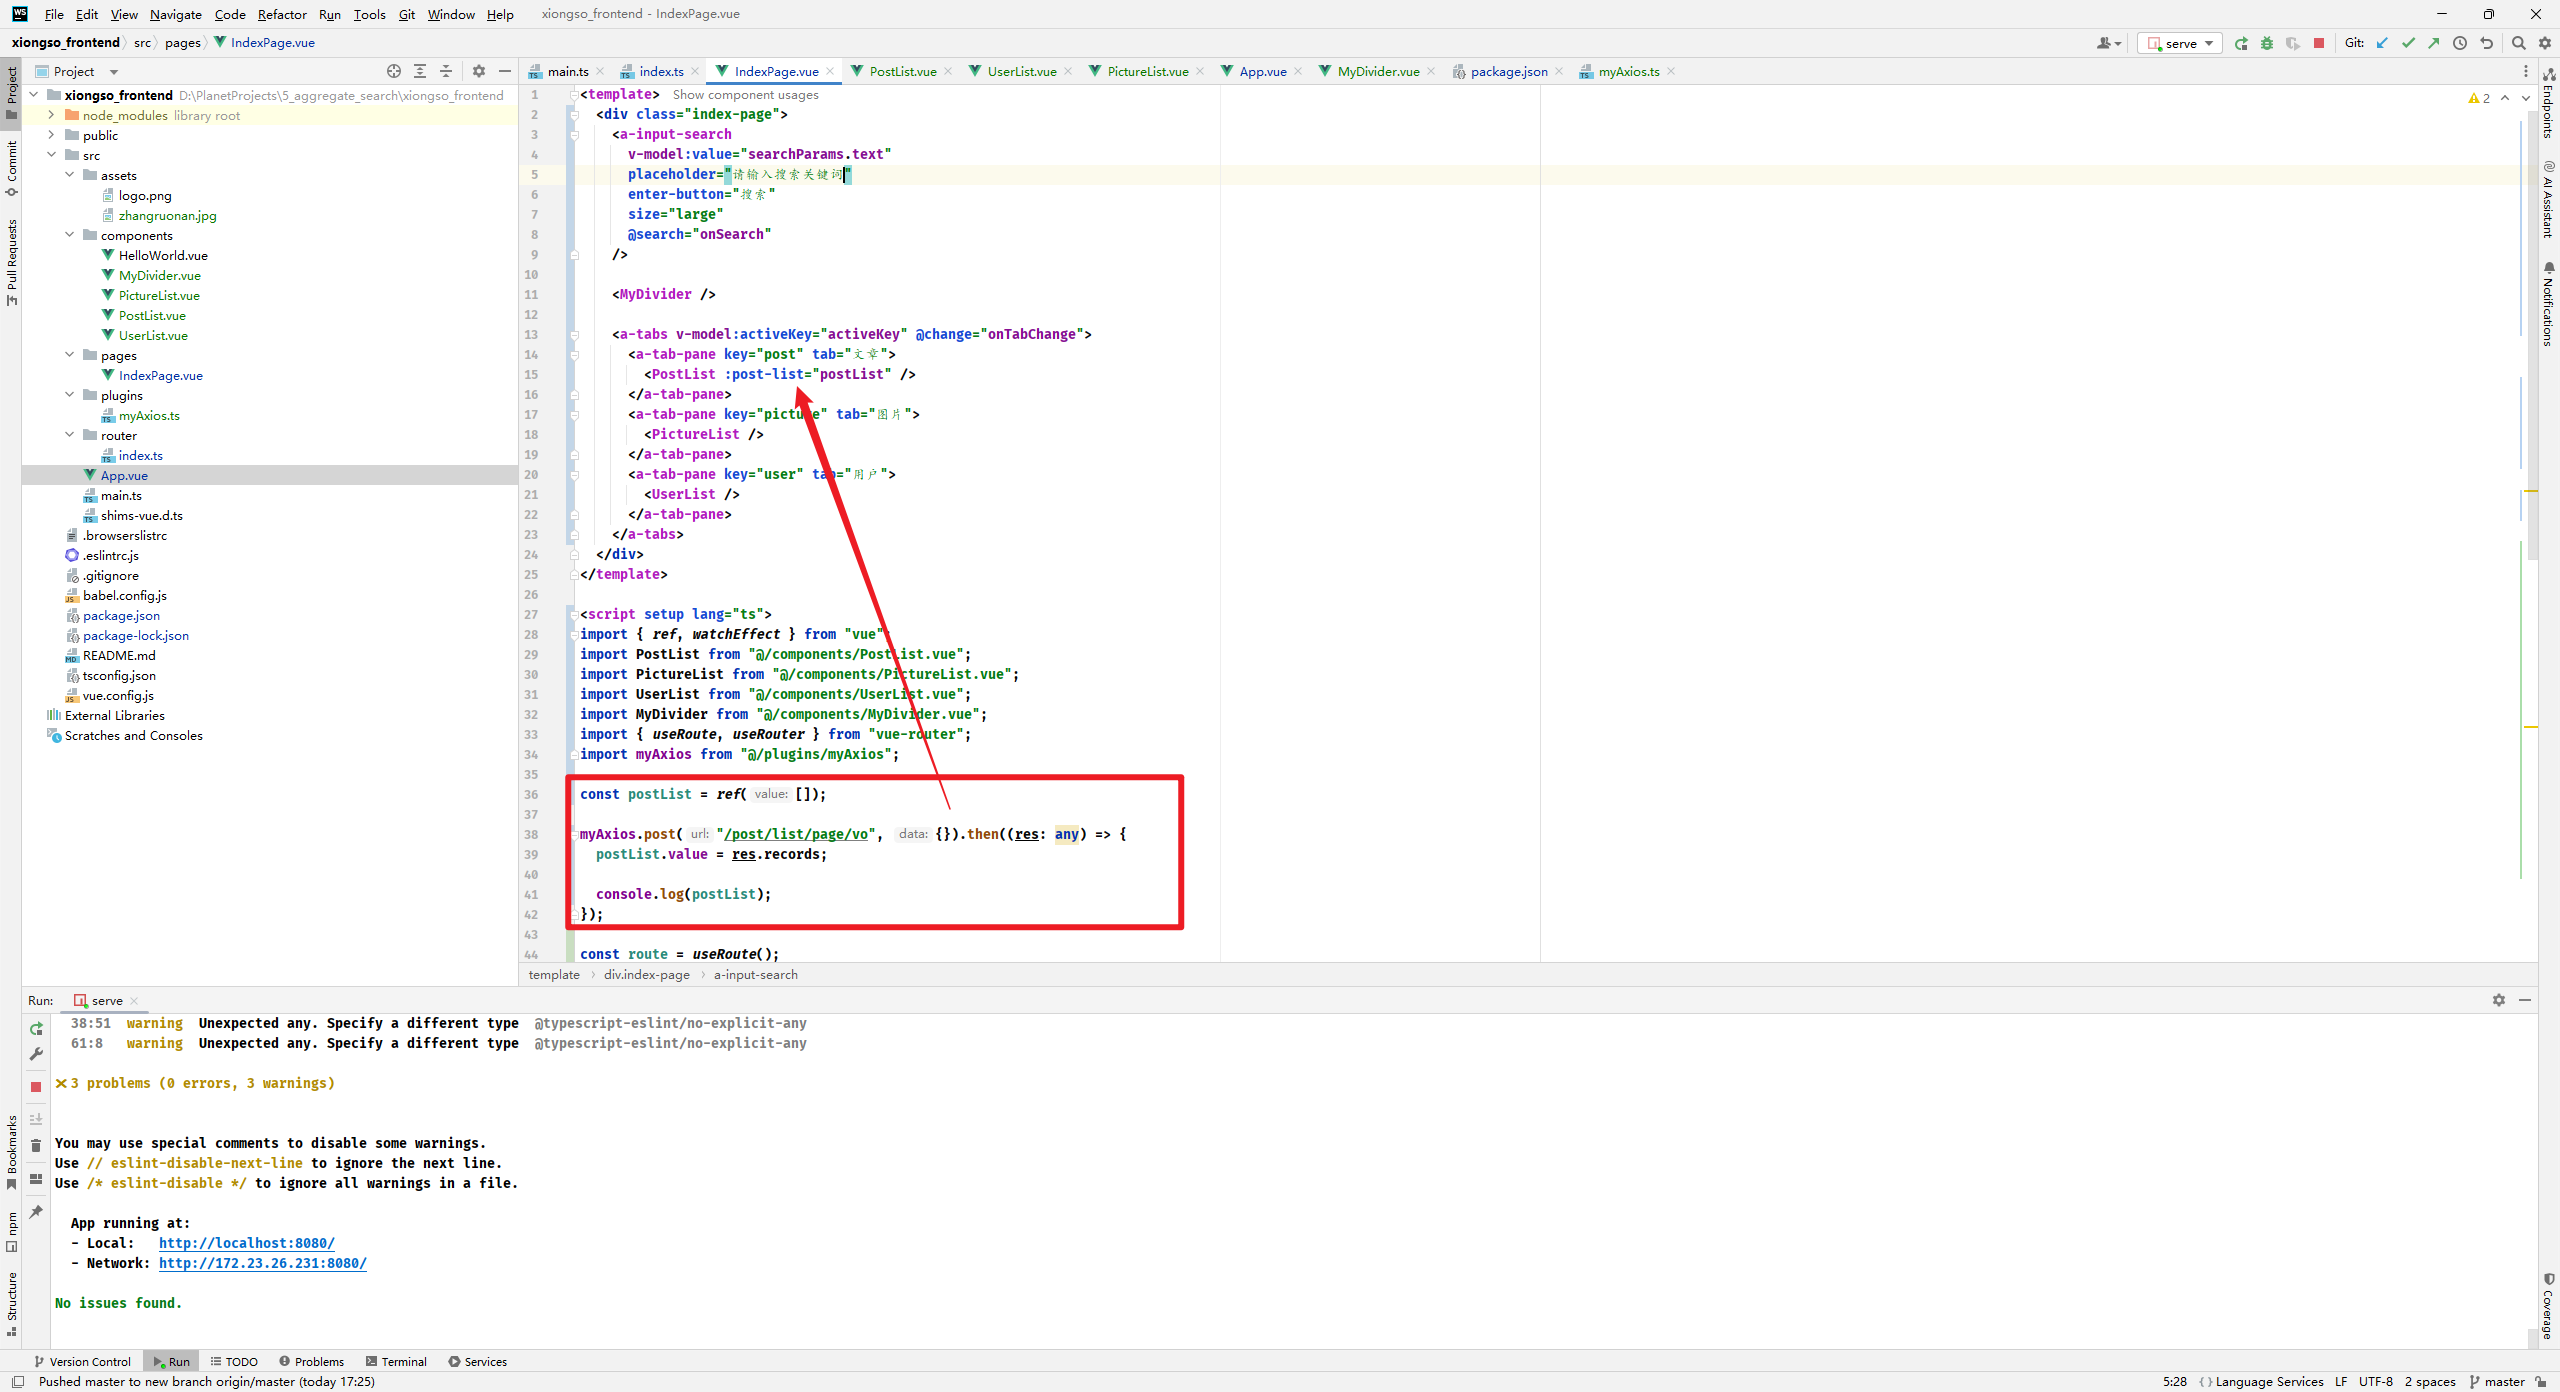 File Edit View Navigate Code Refactor Run Tools Git Window Help xiongso_frontend - IndexPage.vue
xiongso_frontend src pages IndexPage.vue
serve Git:
Project
main.ts index.ts IndexPage.vue PostList.vue UserList.vue PictureList.vue App.vue MyDivider.vue package.json myAxios.ts
Project
Commit
Pull Requests
Bookmarks
npm
Structure
xiongso_frontend D:\PlanetProjects\5_aggregate_search\xiongso_frontend
node_modules library root
public
src
assets
logo.png
zhangruonan.jpg
components
HelloWorld.vue
MyDivider.vue
PictureList.vue
PostList.vue
UserList.vue
pages
IndexPage.vue
plugins
myAxios.ts
router
index.ts
App.vue
main.ts
shims-vue.d.ts
.browserslistrc
.eslintrc.js
.gitignore
babel.config.js
package.json
package-lock.json
README.md
tsconfig.json
vue.config.js
External Libraries
Scratches and Consoles
1 <template> Show component usages
2 <div class="index-page">
3 <a-input-search
4 v-model:value="searchParams.text"
5 placeholder="请输入搜索关键词"
6 enter-button="搜索"
7 size="large"
8 @search="onSearch"
9 />
10
11 <MyDivider />
12
13 <a-tabs v-model:activeKey="activeKey" @change="onTabChange">
14 <a-tab-pane key="post" tab="文章">
15 <PostList :post-list="postList" />
16 </a-tab-pane>
17 <a-tab-pane key="picture" tab="图片">
18 <PictureList />
19 </a-tab-pane>
20 <a-tab-pane key="user" tab="用户">
21 <UserList />
22 </a-tab-pane>
23 </a-tabs>
24 </div>
25 </template>
26
27 <script setup lang="ts">
28 import { ref, watchEffect } from "vue";
29 import PostList from "@/components/PostList.vue";
30 import PictureList from "@/components/PictureList.vue";
31 import UserList from "@/components/UserList.vue";
32 import MyDivider from "@/components/MyDivider.vue";
33 import { useRoute, useRouter } from "vue-router";
34 import myAxios from "@/plugins/myAxios";
35
36 const postList = ref( value: []);
37
38 myAxios.post( url: "/post/list/page/vo", data: {}).then((res: any) => {
39 postList.value = res.records;
40
41 console.log(postList);
42 });
43
44 const route = useRoute();
2
Endpoints
AI Assistant
Notifications
Coverage
template div.index-page a-input-search
Run: serve
38:51 warning Unexpected any. Specify a different type @typescript-eslint/no-explicit-any
61:8 warning Unexpected any. Specify a different type @typescript-eslint/no-explicit-any
✖ 3 problems (0 errors, 3 warnings)
You may use special comments to disable some warnings.
Use // eslint-disable-next-line to ignore the next line.
Use /* eslint-disable */ to ignore all warnings in a file.
App running at:
- Local: http://localhost:8080/
- Network: http://172.23.26.231:8080/
No issues found.
Version Control Run TODO Problems Terminal Services
Pushed master to new branch origin/master (today 17:25) 5:28 Language Services LF UTF-8 2 spaces master